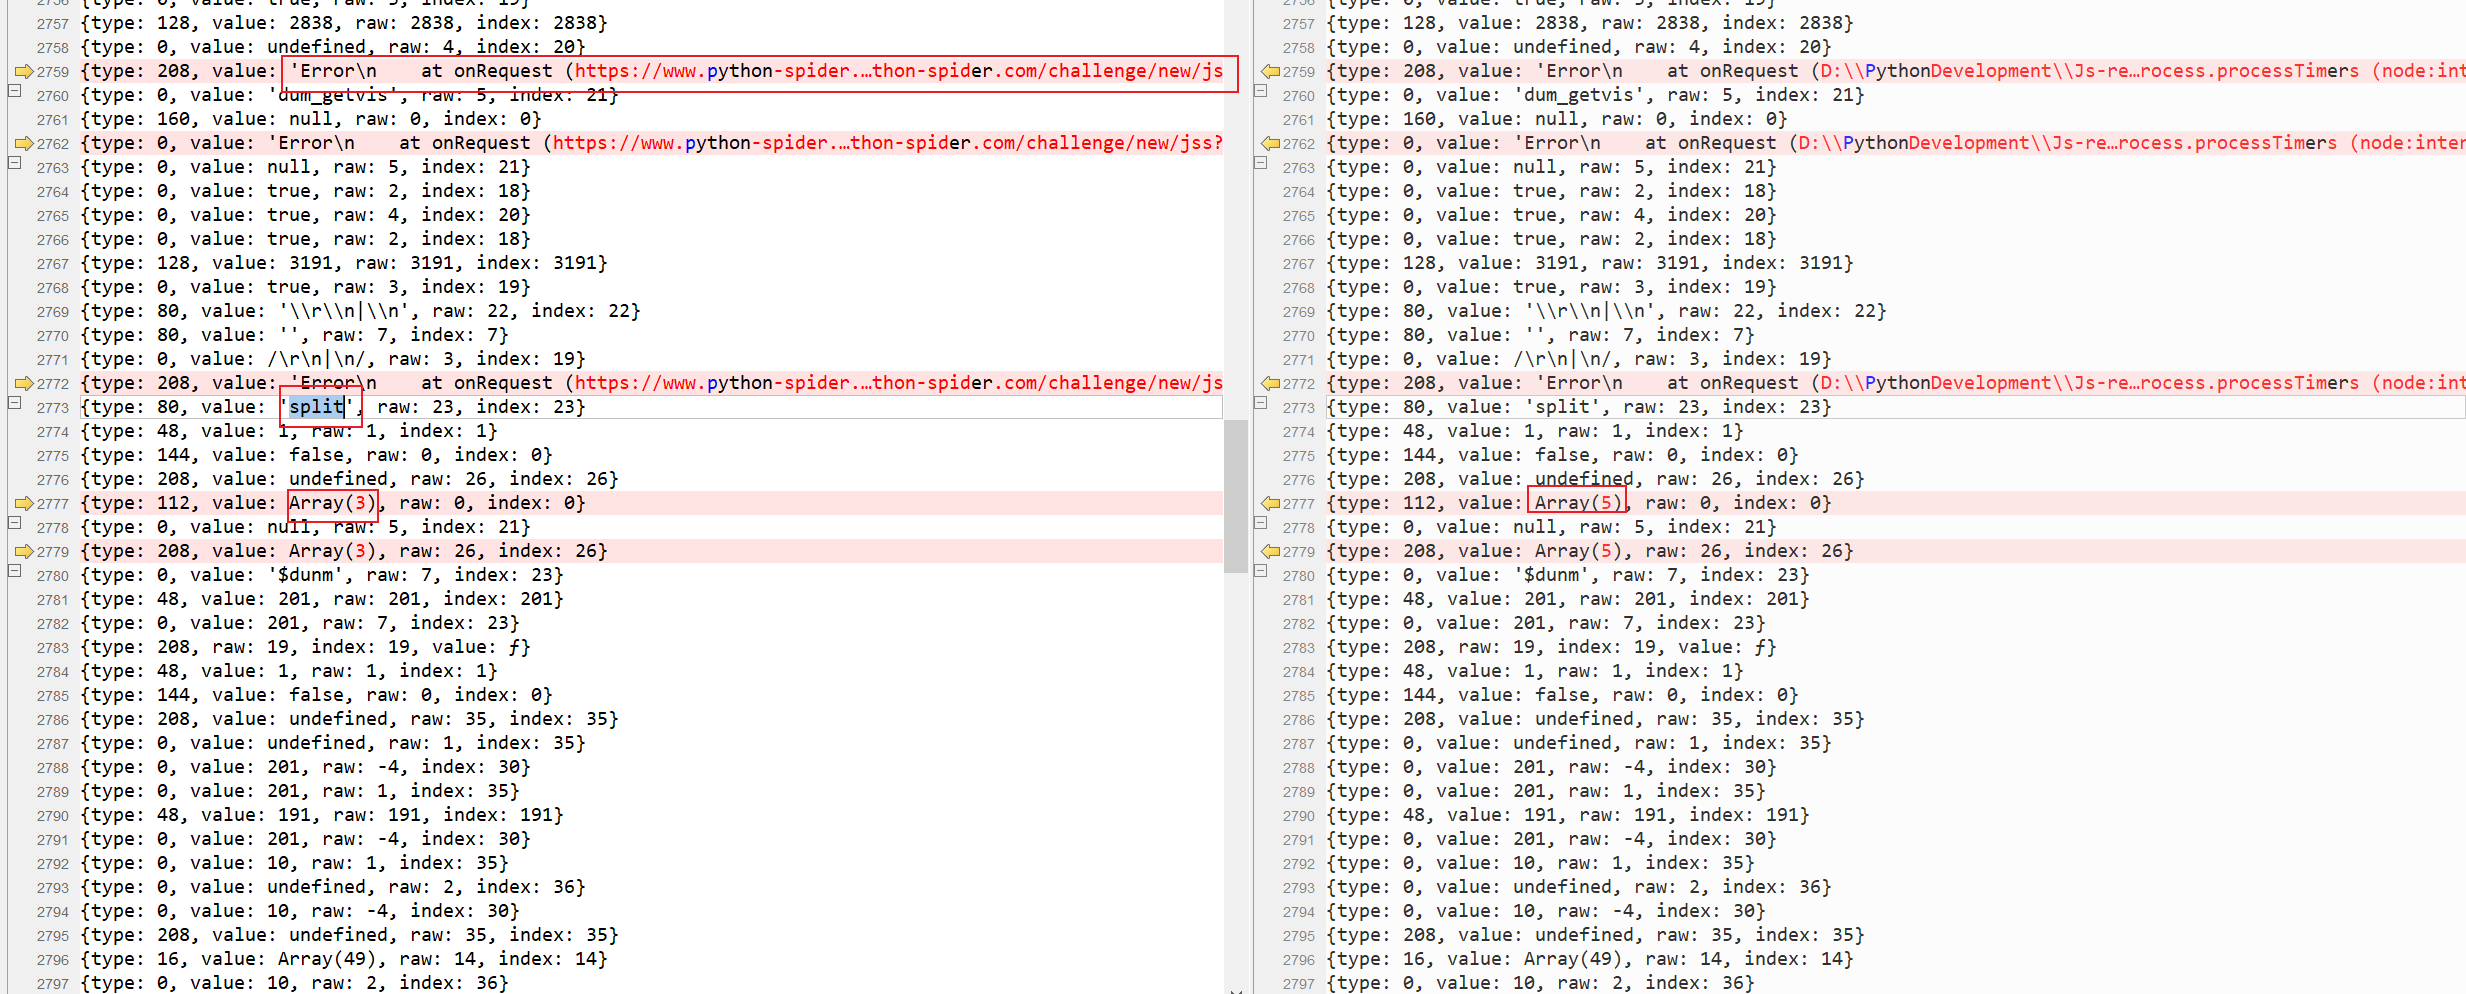 2756 {type: 0, value: true, raw: 3, index: 19}
2757 {type: 128, value: 2838, raw: 2838, index: 2838}
2758 {type: 0, value: undefined, raw: 4, index: 20}
2759 {type: 208, value: 'Error\n    at onRequest (https://www.python-spider.…thon-spider.com/challenge/new/js
2760 {type: 0, value: 'dum_getvis', raw: 5, index: 21}
2761 {type: 160, value: null, raw: 0, index: 0}
2762 {type: 0, value: 'Error\n    at onRequest (https://www.python-spider.…thon-spider.com/challenge/new/jss?
2763 {type: 0, value: null, raw: 5, index: 21}
2764 {type: 0, value: true, raw: 2, index: 18}
2765 {type: 0, value: true, raw: 4, index: 20}
2766 {type: 0, value: true, raw: 2, index: 18}
2767 {type: 128, value: 3191, raw: 3191, index: 3191}
2768 {type: 0, value: true, raw: 3, index: 19}
2769 {type: 80, value: '\\r\\n|\\n', raw: 22, index: 22}
2770 {type: 80, value: '', raw: 7, index: 7}
2771 {type: 0, value: /\r\n|\n/, raw: 3, index: 19}
2772 {type: 208, value: 'Error\n    at onRequest (https://www.python-spider.…thon-spider.com/challenge/new/js
2773 {type: 80, value: 'split', raw: 23, index: 23}
2774 {type: 48, value: 1, raw: 1, index: 1}
2775 {type: 144, value: false, raw: 0, index: 0}
2776 {type: 208, value: undefined, raw: 26, index: 26}
2777 {type: 112, value: Array(3), raw: 0, index: 0}
2778 {type: 0, value: null, raw: 5, index: 21}
2779 {type: 208, value: Array(3), raw: 26, index: 26}
2780 {type: 0, value: '$dunm', raw: 7, index: 23}
2781 {type: 48, value: 201, raw: 201, index: 201}
2782 {type: 0, value: 201, raw: 7, index: 23}
2783 {type: 208, raw: 19, index: 19, value: ƒ}
2784 {type: 48, value: 1, raw: 1, index: 1}
2785 {type: 144, value: false, raw: 0, index: 0}
2786 {type: 208, value: undefined, raw: 35, index: 35}
2787 {type: 0, value: undefined, raw: 1, index: 35}
2788 {type: 0, value: 201, raw: -4, index: 30}
2789 {type: 0, value: 201, raw: 1, index: 35}
2790 {type: 48, value: 191, raw: 191, index: 191}
2791 {type: 0, value: 201, raw: -4, index: 30}
2792 {type: 0, value: 10, raw: 1, index: 35}
2793 {type: 0, value: undefined, raw: 2, index: 36}
2794 {type: 0, value: 10, raw: -4, index: 30}
2795 {type: 208, value: undefined, raw: 35, index: 35}
2796 {type: 16, value: Array(49), raw: 14, index: 14}
2797 {type: 0, value: 10, raw: 2, index: 36}
2756 {type: 0, value: true, raw: 3, index: 19}
2757 {type: 128, value: 2838, raw: 2838, index: 2838}
2758 {type: 0, value: undefined, raw: 4, index: 20}
2759 {type: 208, value: 'Error\n    at onRequest (D:\\PythonDevelopment\\Js-re…rocess.processTimers (node:int
2760 {type: 0, value: 'dum_getvis', raw: 5, index: 21}
2761 {type: 160, value: null, raw: 0, index: 0}
2762 {type: 0, value: 'Error\n    at onRequest (D:\\PythonDevelopment\\Js-re…rocess.processTimers (node:inter
2763 {type: 0, value: null, raw: 5, index: 21}
2764 {type: 0, value: true, raw: 2, index: 18}
2765 {type: 0, value: true, raw: 4, index: 20}
2766 {type: 0, value: true, raw: 2, index: 18}
2767 {type: 128, value: 3191, raw: 3191, index: 3191}
2768 {type: 0, value: true, raw: 3, index: 19}
2769 {type: 80, value: '\\r\\n|\\n', raw: 22, index: 22}
2770 {type: 80, value: '', raw: 7, index: 7}
2771 {type: 0, value: /\r\n|\n/, raw: 3, index: 19}
2772 {type: 208, value: 'Error\n    at onRequest (D:\\PythonDevelopment\\Js-re…rocess.processTimers (node:int
2773 {type: 80, value: 'split', raw: 23, index: 23}
2774 {type: 48, value: 1, raw: 1, index: 1}
2775 {type: 144, value: false, raw: 0, index: 0}
2776 {type: 208, value: undefined, raw: 26, index: 26}
2777 {type: 112, value: Array(5), raw: 0, index: 0}
2778 {type: 0, value: null, raw: 5, index: 21}
2779 {type: 208, value: Array(5), raw: 26, index: 26}
2780 {type: 0, value: '$dunm', raw: 7, index: 23}
2781 {type: 48, value: 201, raw: 201, index: 201}
2782 {type: 0, value: 201, raw: 7, index: 23}
2783 {type: 208, raw: 19, index: 19, value: ƒ}
2784 {type: 48, value: 1, raw: 1, index: 1}
2785 {type: 144, value: false, raw: 0, index: 0}
2786 {type: 208, value: undefined, raw: 35, index: 35}
2787 {type: 0, value: undefined, raw: 1, index: 35}
2788 {type: 0, value: 201, raw: -4, index: 30}
2789 {type: 0, value: 201, raw: 1, index: 35}
2790 {type: 48, value: 191, raw: 191, index: 191}
2791 {type: 0, value: 201, raw: -4, index: 30}
2792 {type: 0, value: 10, raw: 1, index: 35}
2793 {type: 0, value: undefined, raw: 2, index: 36}
2794 {type: 0, value: 10, raw: -4, index: 30}
2795 {type: 208, value: undefined, raw: 35, index: 35}
2796 {type: 16, value: Array(49), raw: 14, index: 14}
2797 {type: 0, value: 10, raw: 2, index: 36}